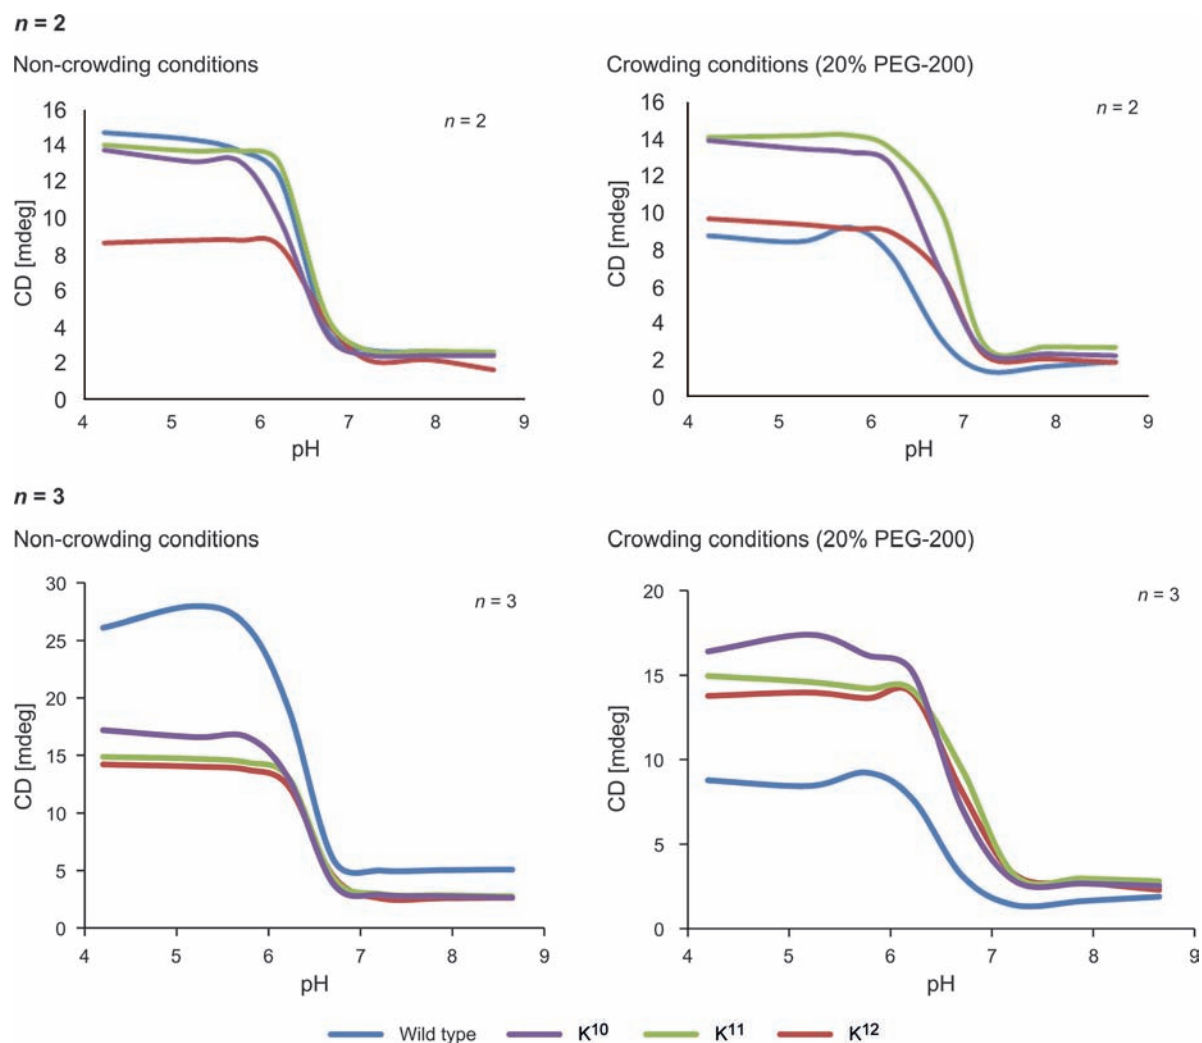 n = 2
Non-crowding conditions
Crowding conditions (20% PEG-200)
16
14
12
10
8
6
4
2
0
CD [mdeg]
n = 2
4 5 6 7 8 9
pH
16
14
12
10
8
6
4
2
0
CD [mdeg]
n = 2
4 5 6 7 8 9
pH
n = 3
Non-crowding conditions
Crowding conditions (20% PEG-200)
30
25
20
15
10
5
0
CD [mdeg]
n = 3
4 5 6 7 8 9
pH
20
15
10
5
0
CD [mdeg]
n = 3
4 5 6 7 8 9
pH
Wild type K¹⁰ K¹¹ K¹²